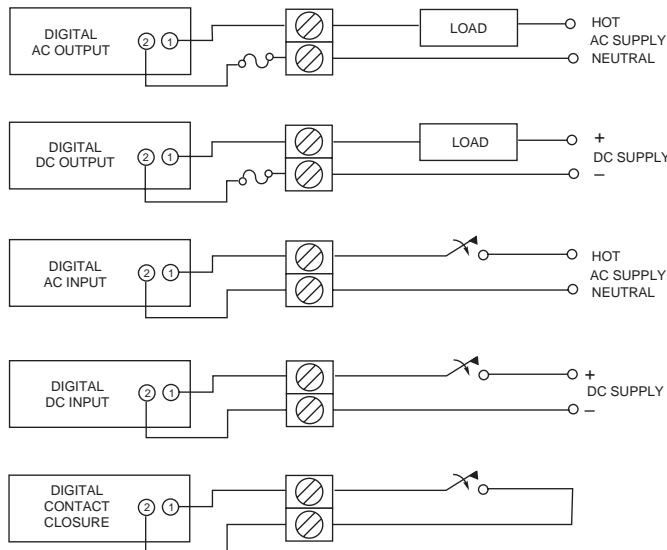 DIGITAL
AC OUTPUT
2 1
LOAD
HOT
AC SUPPLY
NEUTRAL
DIGITAL
DC OUTPUT
2 1
LOAD
+
DC SUPPLY
–
DIGITAL
AC INPUT
2 1
HOT
AC SUPPLY
NEUTRAL
DIGITAL
DC INPUT
2 1
+
DC SUPPLY
–
DIGITAL
CONTACT
CLOSURE
2 1